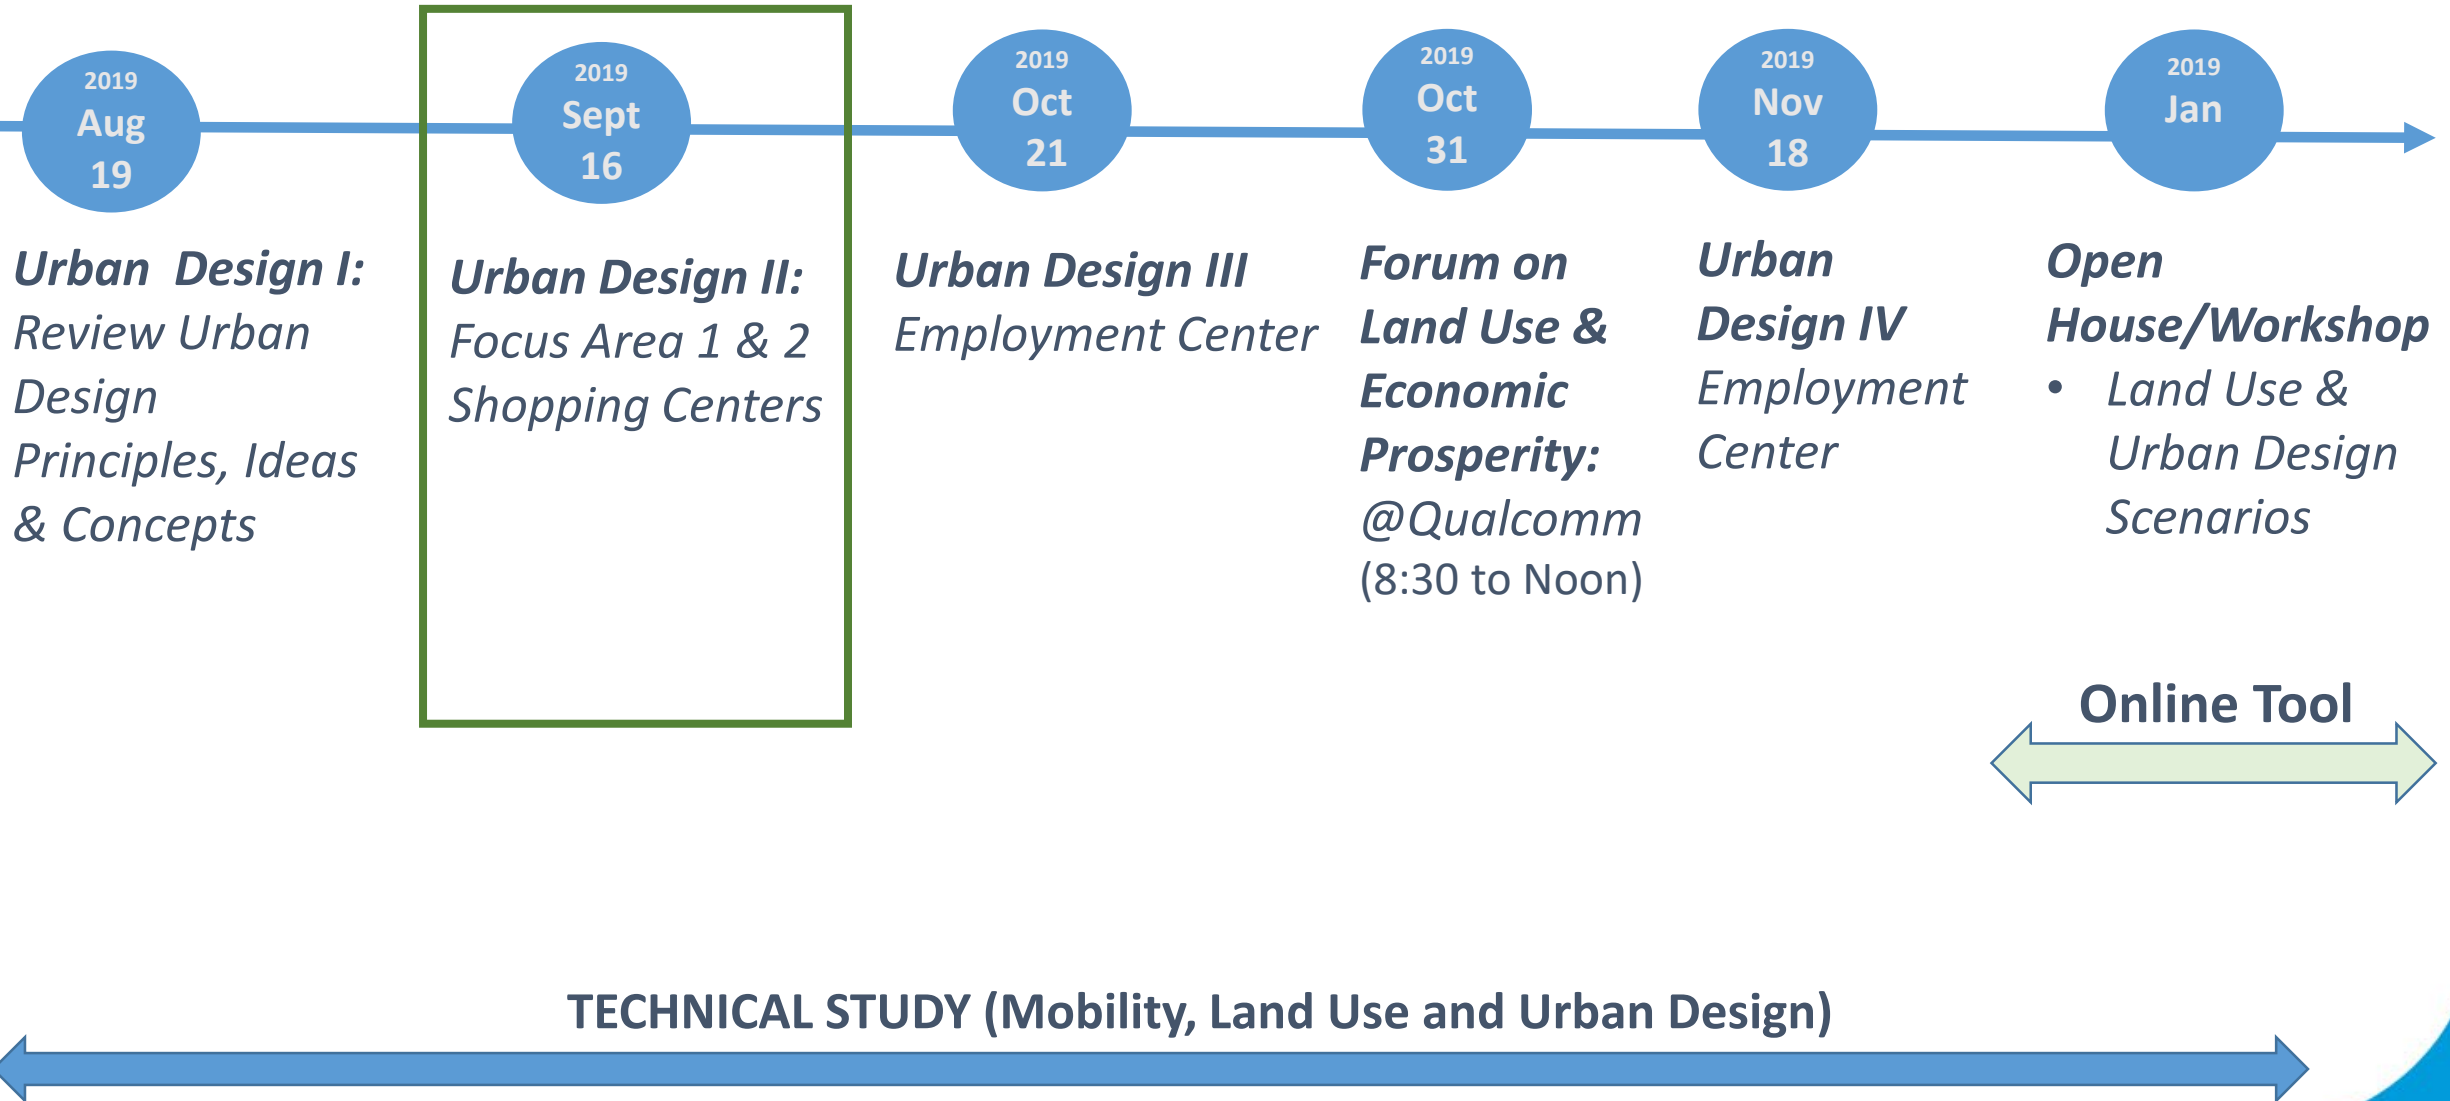 2019
Aug
19
Urban Design I:
Review Urban
Design
Principles, Ideas
& Concepts
2019
Sept
16
Urban Design II:
Focus Area 1 & 2
Shopping Centers
2019
Oct
21
Urban Design III
Employment Center
2019
Oct
31
Forum on
Land Use &
Economic
Prosperity:
@Qualcomm
(8:30 to Noon)
2019
Nov
18
Urban
Design IV
Employment
Center
2019
Jan
Open
House/Workshop
• Land Use &
Urban Design
Scenarios
Online Tool
TECHNICAL STUDY (Mobility, Land Use and Urban Design)